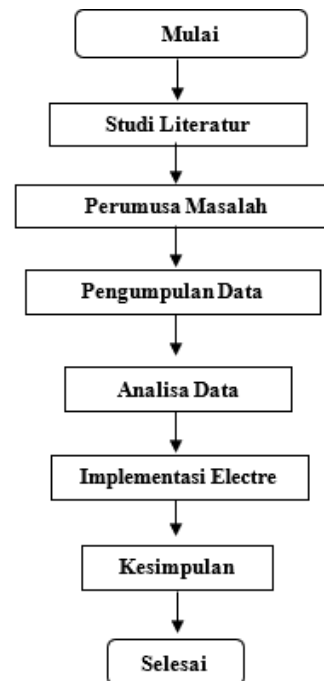 Mulai
Studi Literatur
Perumusa Masalah
Pengumpulan Data
Analisa Data
Implementasi Electre
Kesimpulan
Selesai